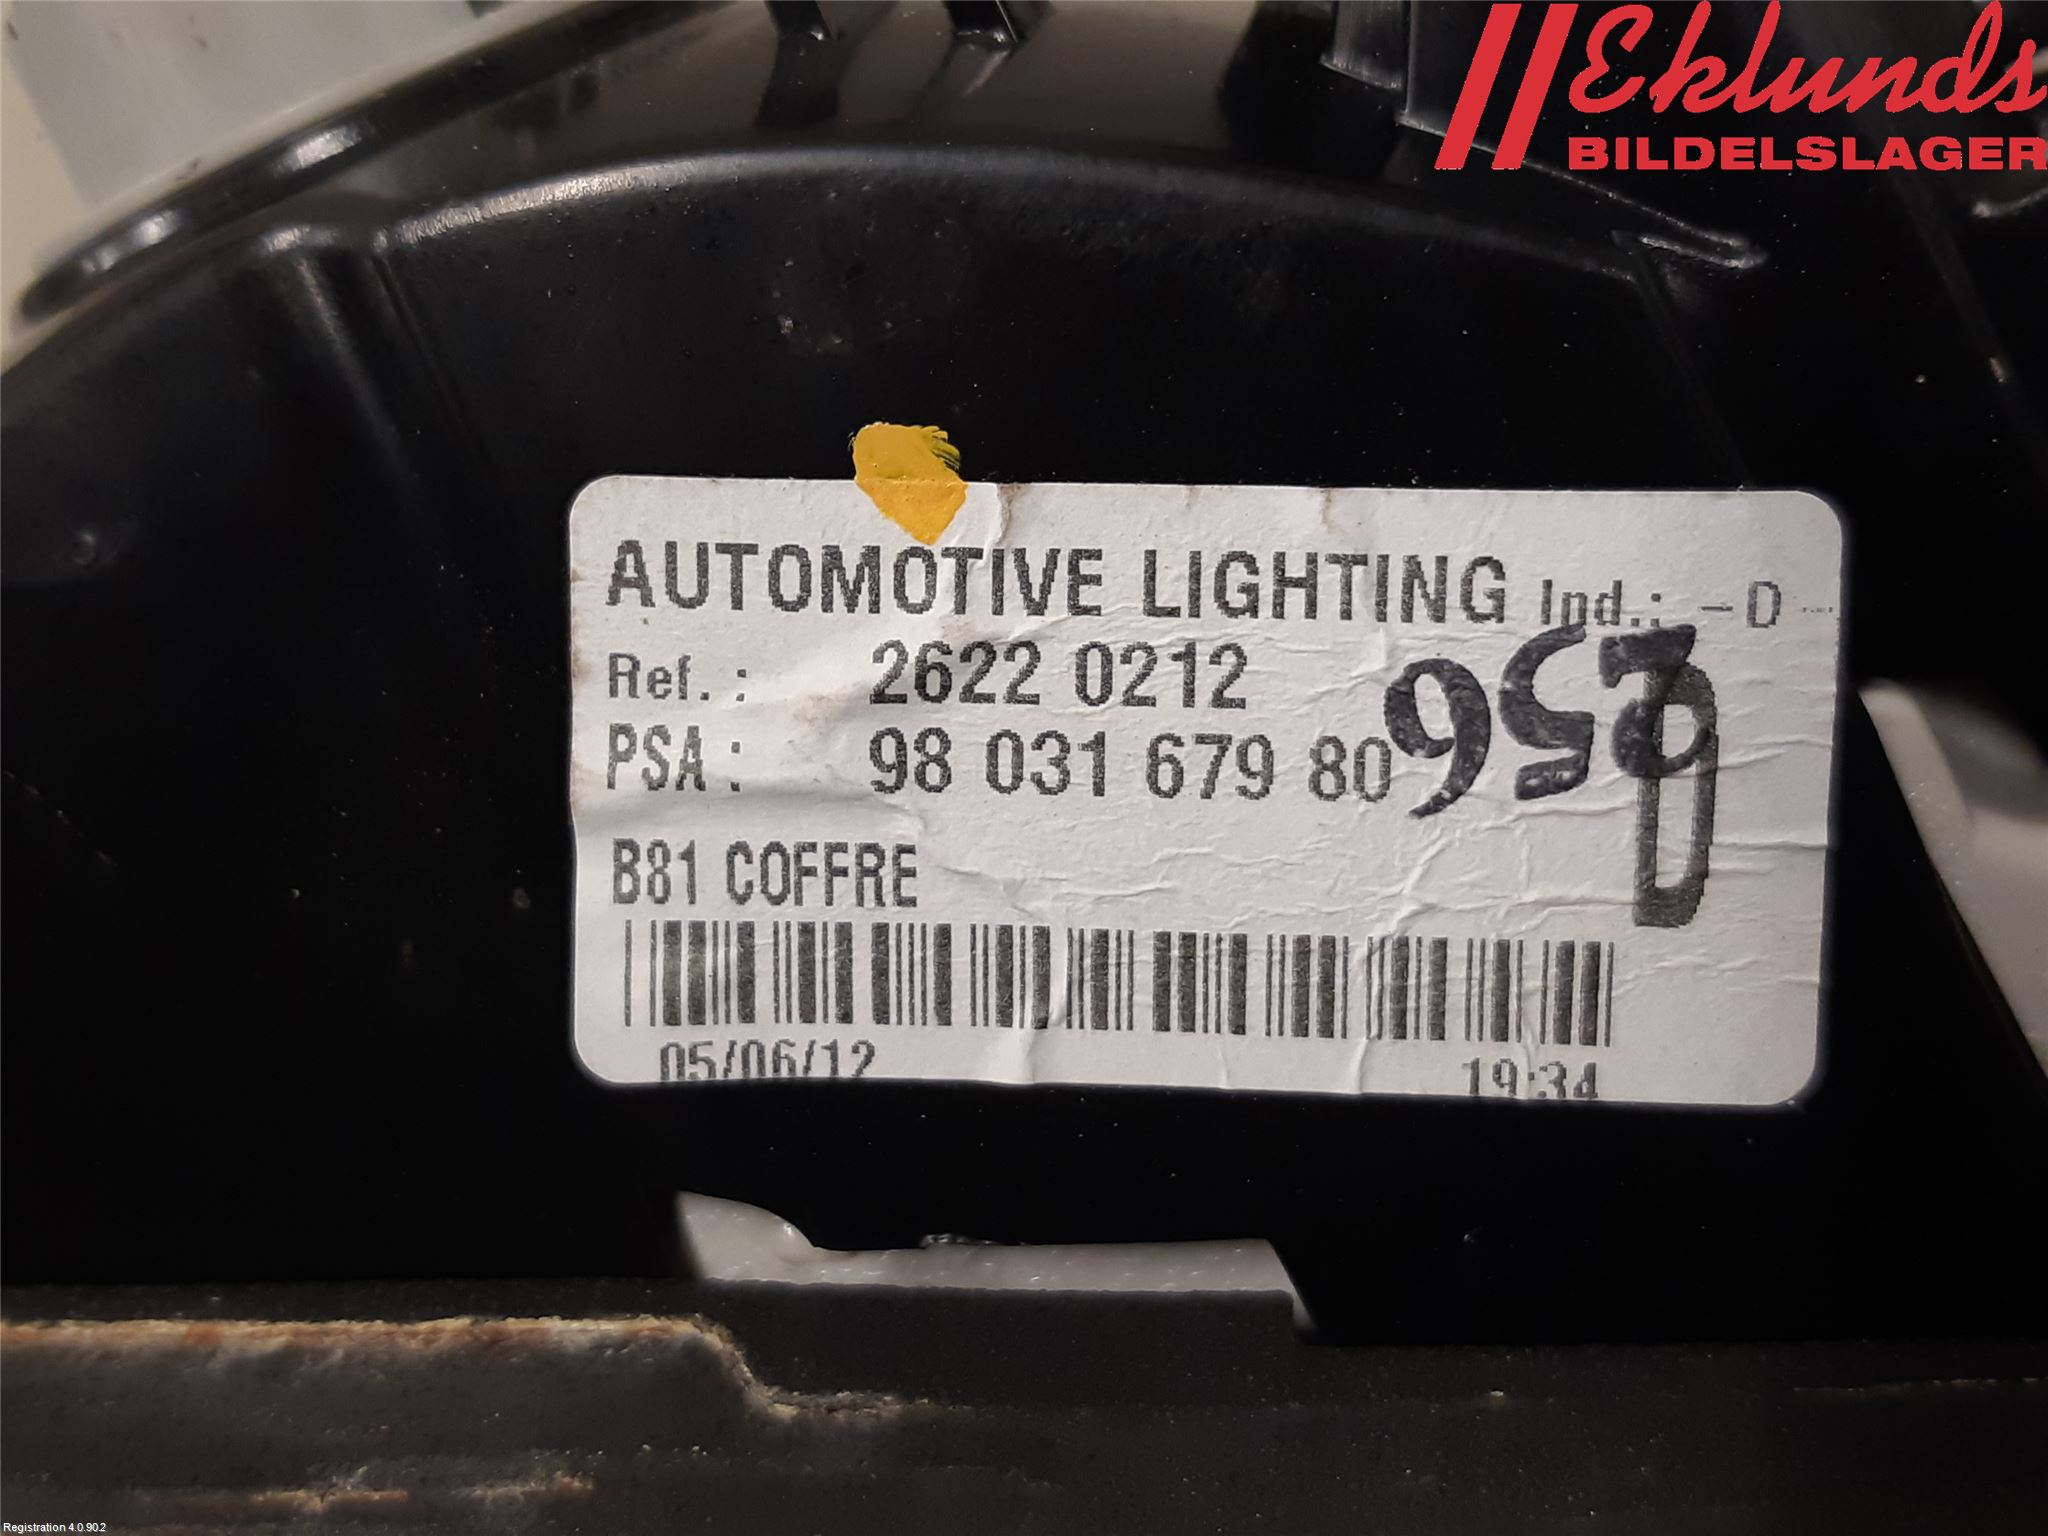 Eklunds
BILDELSLAGER
AUTOMOTIVE LIGHTING Ind.: -D-
Ref.: 2622 0212
PSA: 98 031 679 80
B81 COFFRE
05/06/12 19:34
Registration 4.0.90.2